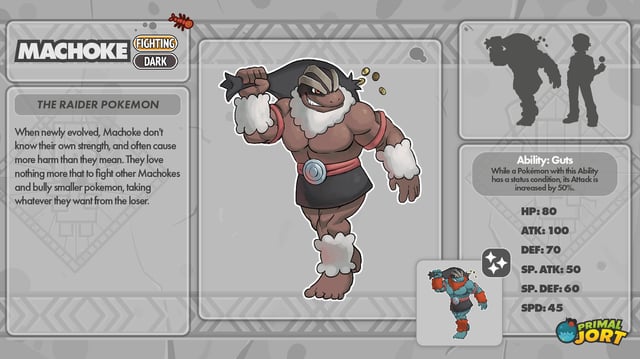 MACHOKE
FIGHTING
DARK
THE RAIDER POKEMON
When newly evolved, Machoke don't
know their own strength, and often cause
more harm than they mean. They love
nothing more that to fight other Machokes
and bully smaller pokemon, taking
whatever they want from the loser.
Ability: Guts
While a Pokémon with this Ability
has a status condition, its Attack is
increased by 50%.
HP: 80
ATK: 100
DEF: 70
SP. ATK: 50
SP. DEF: 60
SPD: 45
PRIMAL
JORT